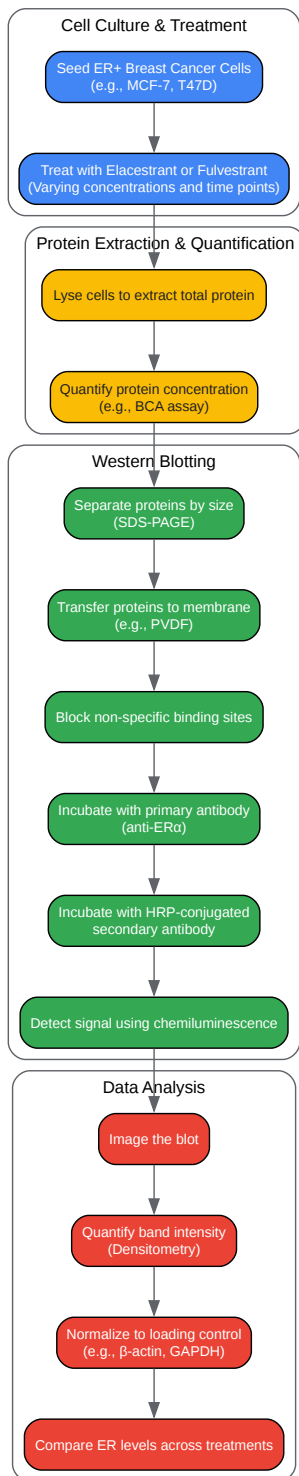 Cell Culture & Treatment
Seed ER+ Breast Cancer Cells
(e.g., MCF-7, T47D)
Treat with Elacestrant or Fulvestrant
(Varying concentrations and time points)
Protein Extraction & Quantification
Lyse cells to extract total protein
Quantify protein concentration
(e.g., BCA assay)
Western Blotting
Separate proteins by size
(SDS-PAGE)
Transfer proteins to membrane
(e.g., PVDF)
Block non-specific binding sites
Incubate with primary antibody
(anti-ERα)
Incubate with HRP-conjugated
secondary antibody
Detect signal using chemiluminescence
Data Analysis
Image the blot
Quantify band intensity
(Densitometry)
Normalize to loading control
(e.g., β-actin, GAPDH)
Compare ER levels across treatments